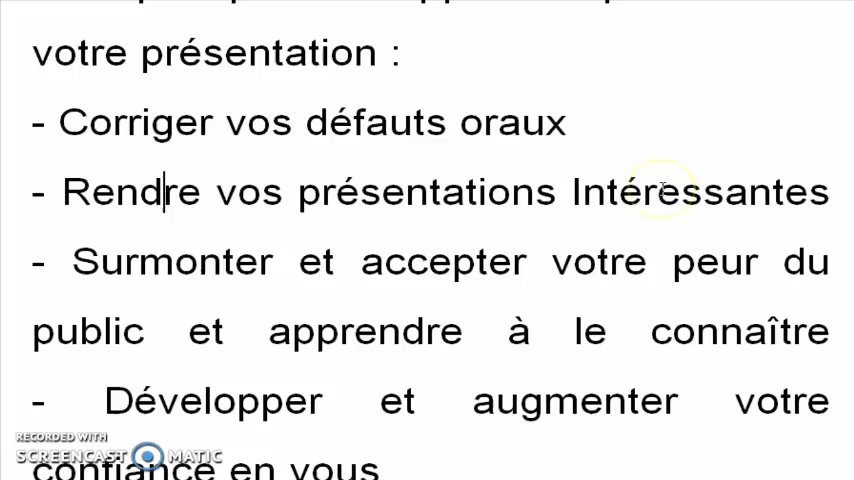 votre présentation :
- Corriger vos défauts oraux
- Rendre vos présentations Intéressantes
- Surmonter et accepter votre peur du
public et apprendre à le connaître
- Développer et augmenter votre
confiance en vous
RECORDED WITH
SCREENCAST MATIC